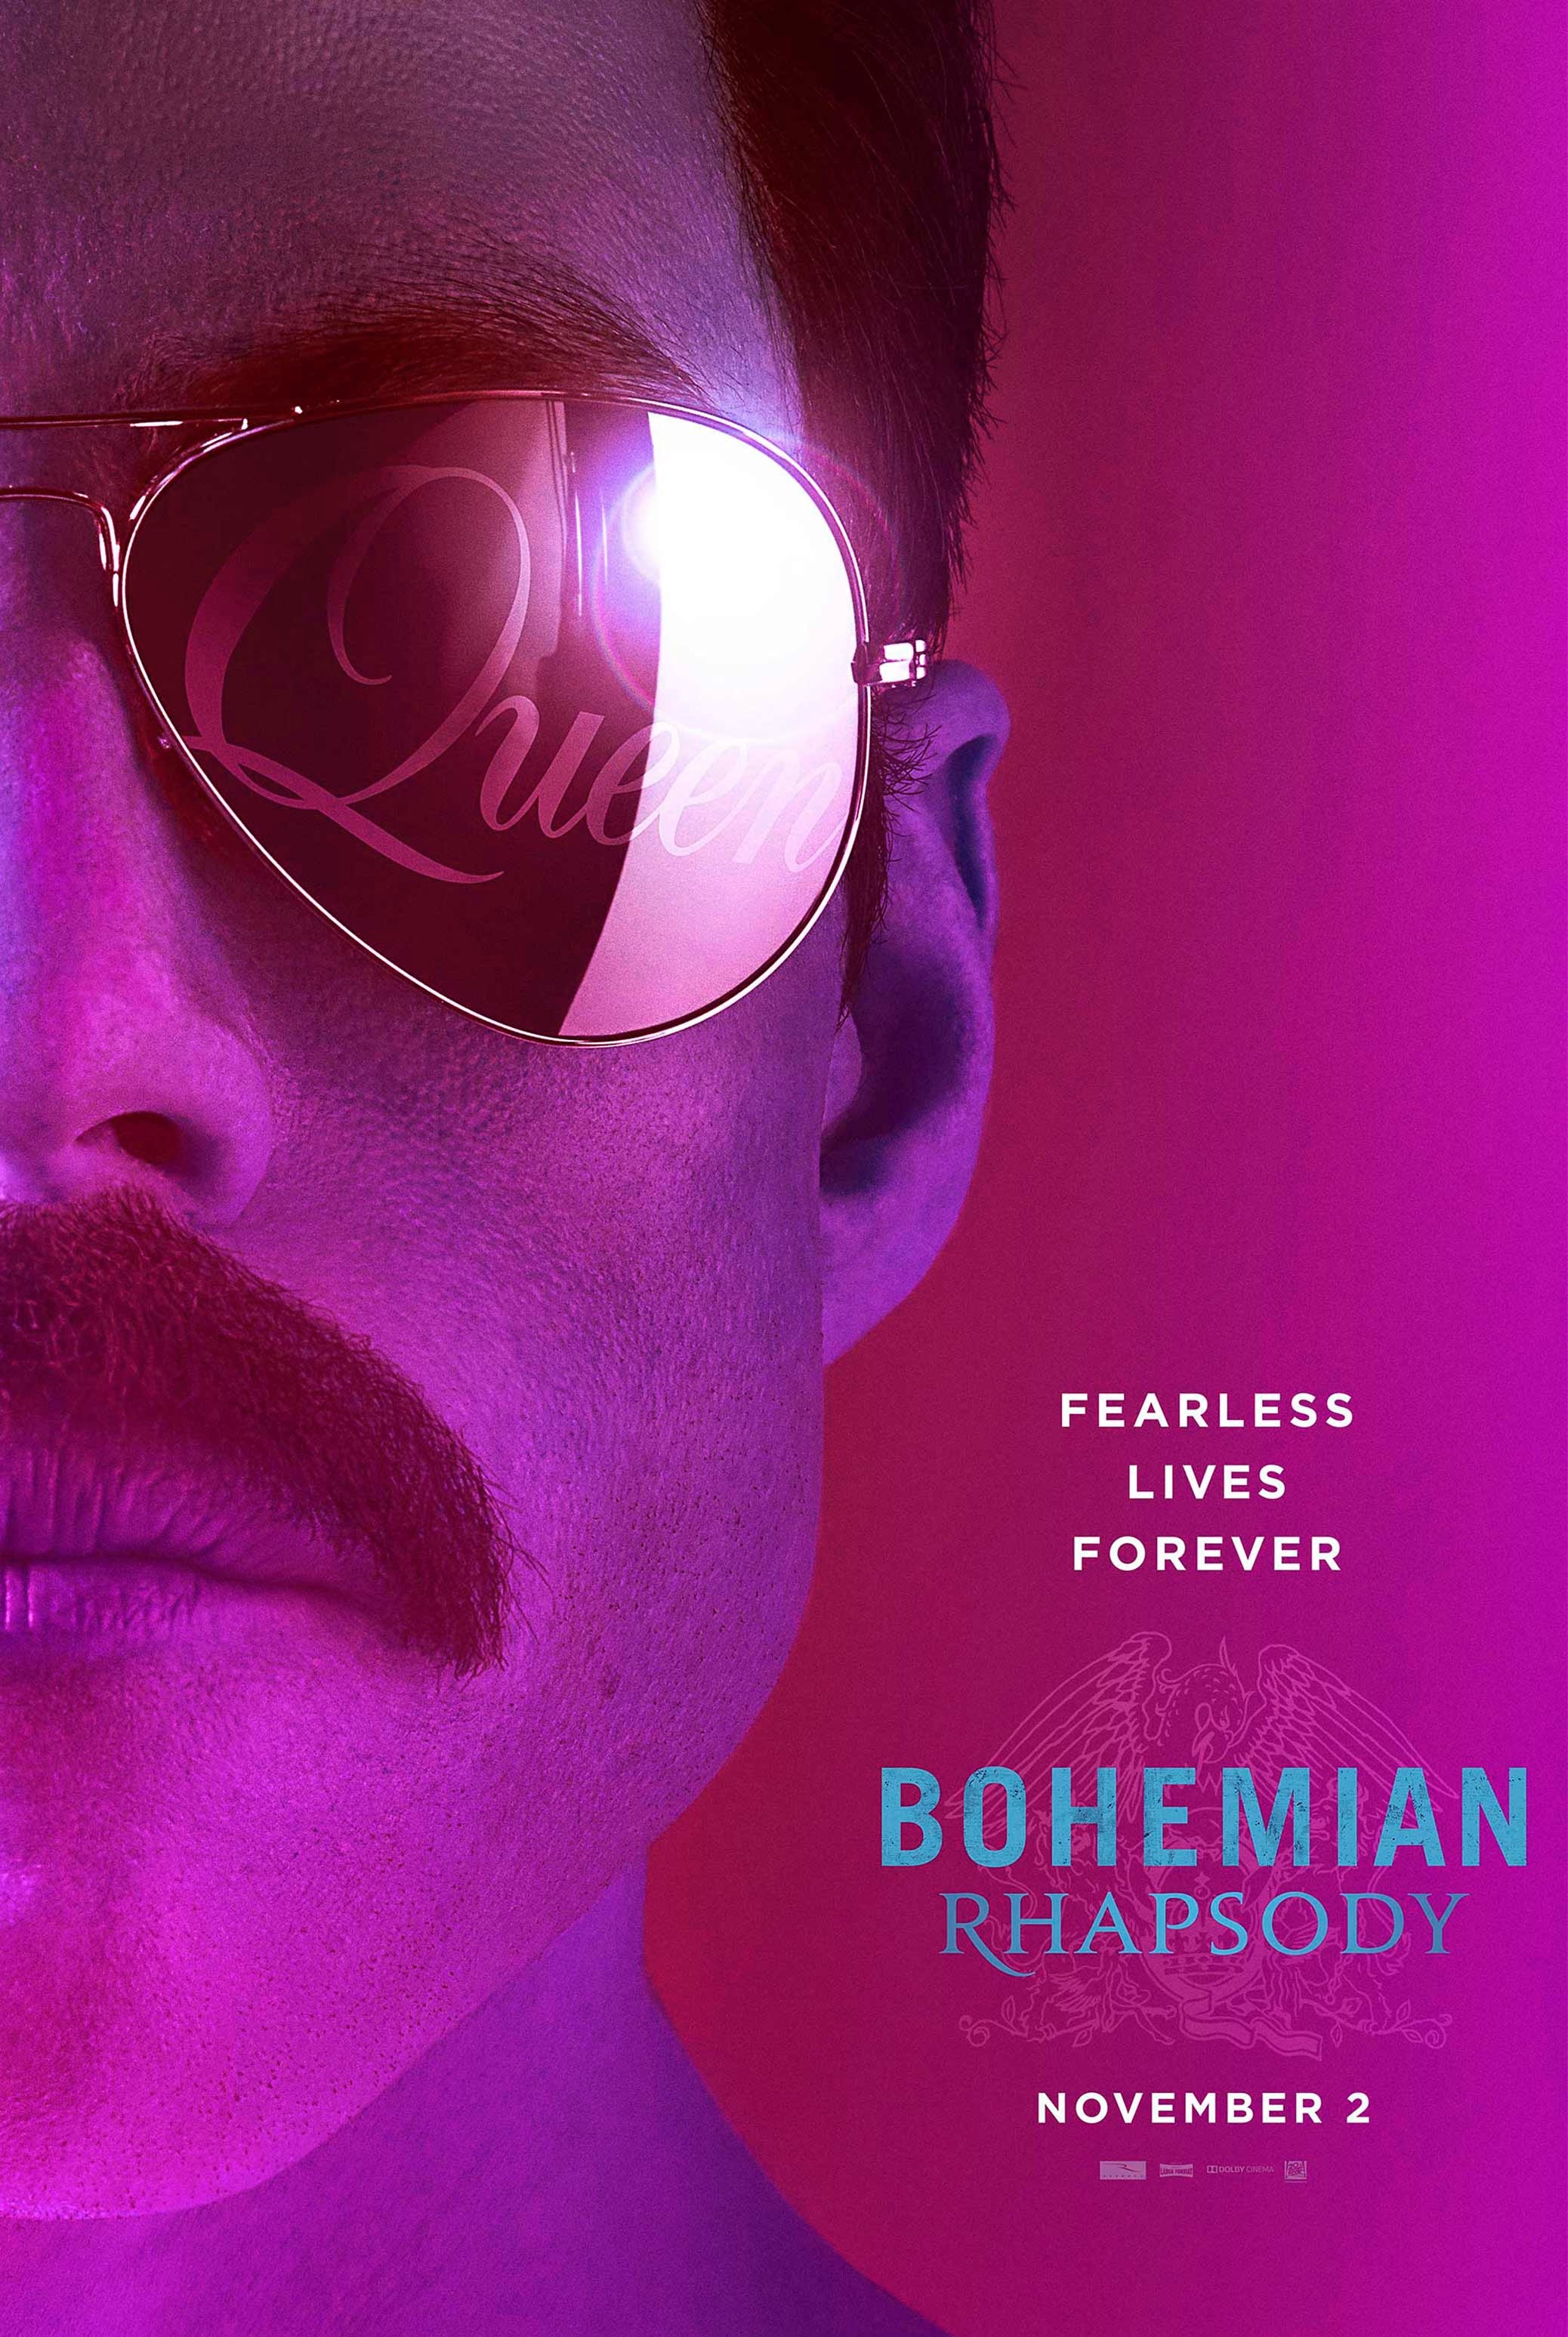 Queen
FEARLESS
LIVES
FOREVER
BOHEMIAN
RHAPSODY
NOVEMBER 2
DOLBY CINEMA